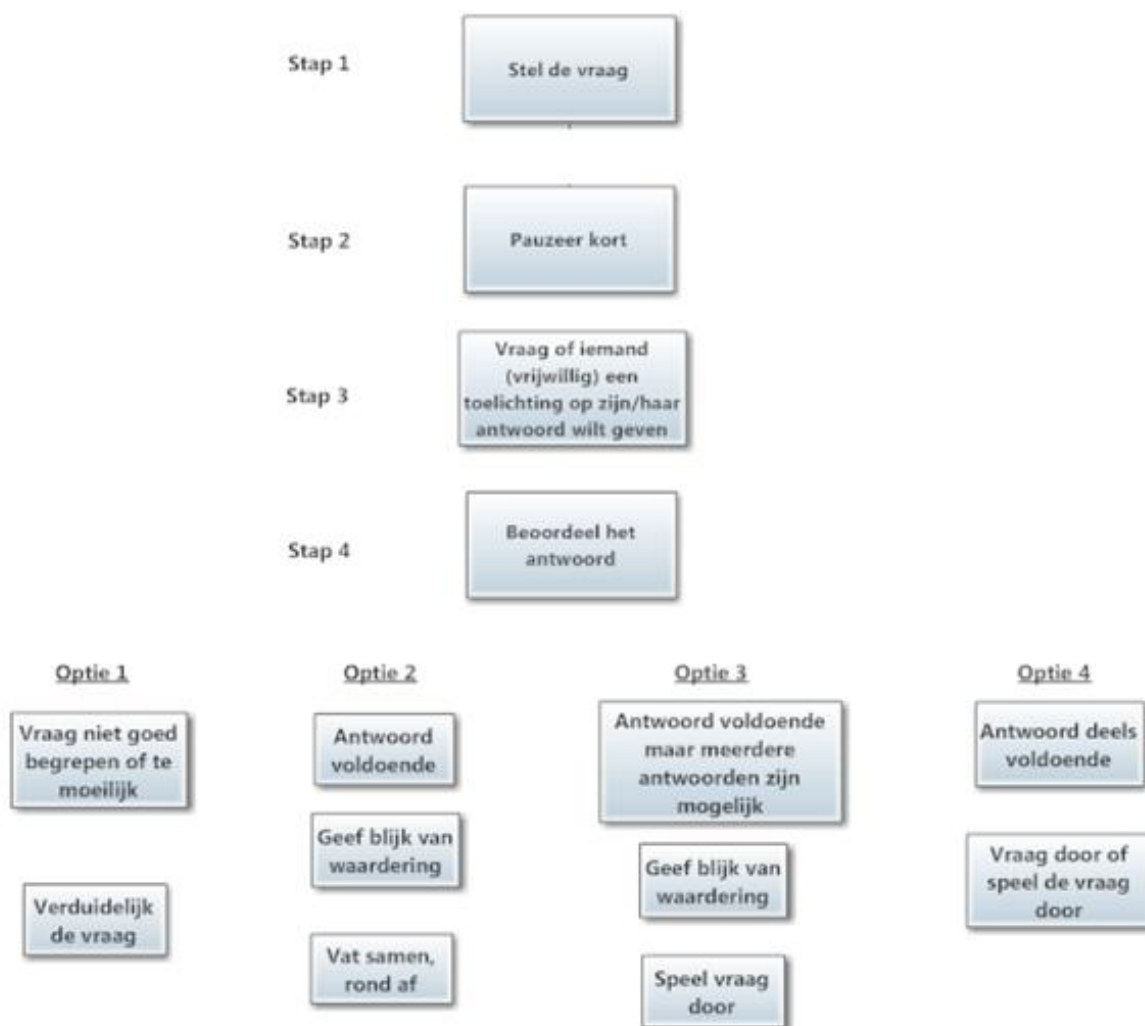 Stap 1
Stel de vraag
Stap 2
Pauzeer kort
Stap 3
Vraag of iemand
(vrijwillig) een
toelichting op zijn/haar
antwoord wilt geven
Stap 4
Beoordeel het
antwoord
Optie 1
Vraag niet goed
begrepen of te
moeilijk
Verduidelijk
de vraag
Optie 2
Antwoord
voldoende
Geef blijk van
waardering
Vat samen,
rond af
Optie 3
Antwoord voldoende
maar meerdere
antwoorden zijn
mogelijk
Geef blijk van
waardering
Speel vraag
door
Optie 4
Antwoord deels
voldoende
Vraag door of
speel de vraag
door